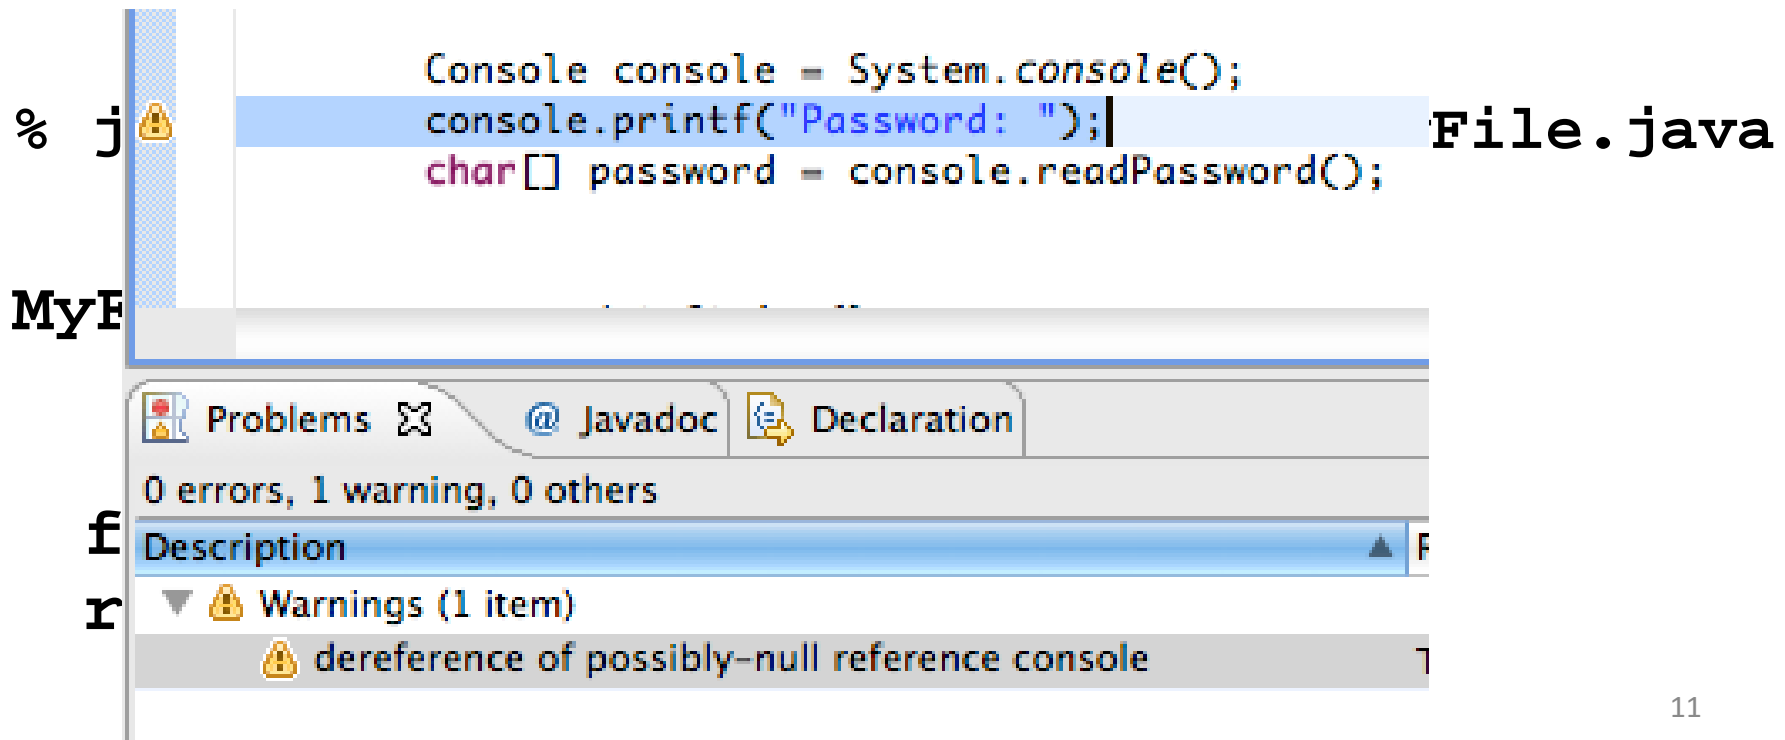 Console console = System.console();
% j console.printf("Password: "); File.java
char[] password = console.readPassword();
My
Problems @ Javadoc Declaration
0 errors, 1 warning, 0 others
f
Description
r Warnings (1 item)
dereference of possibly-null reference console
11